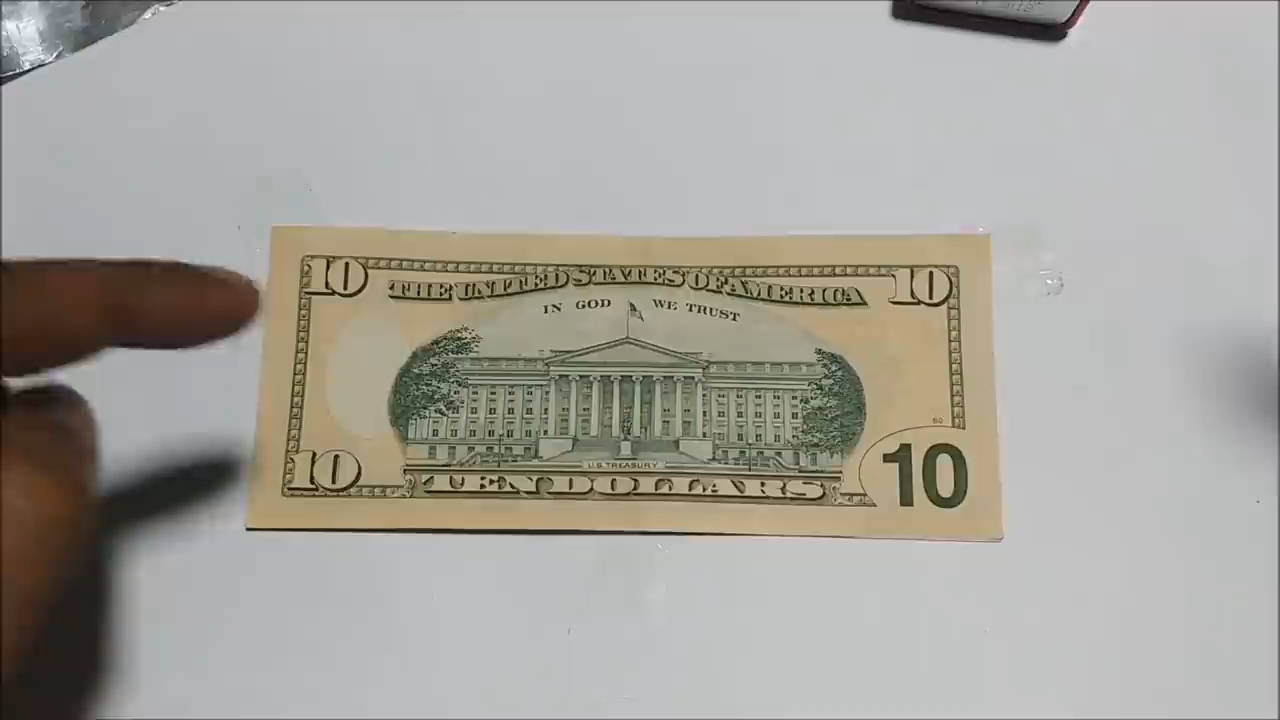 10 THE UNITED STATES OF AMERICA 10
IN GOD WE TRUST
U.S. TREASURY
10 TEN DOLLARS 10